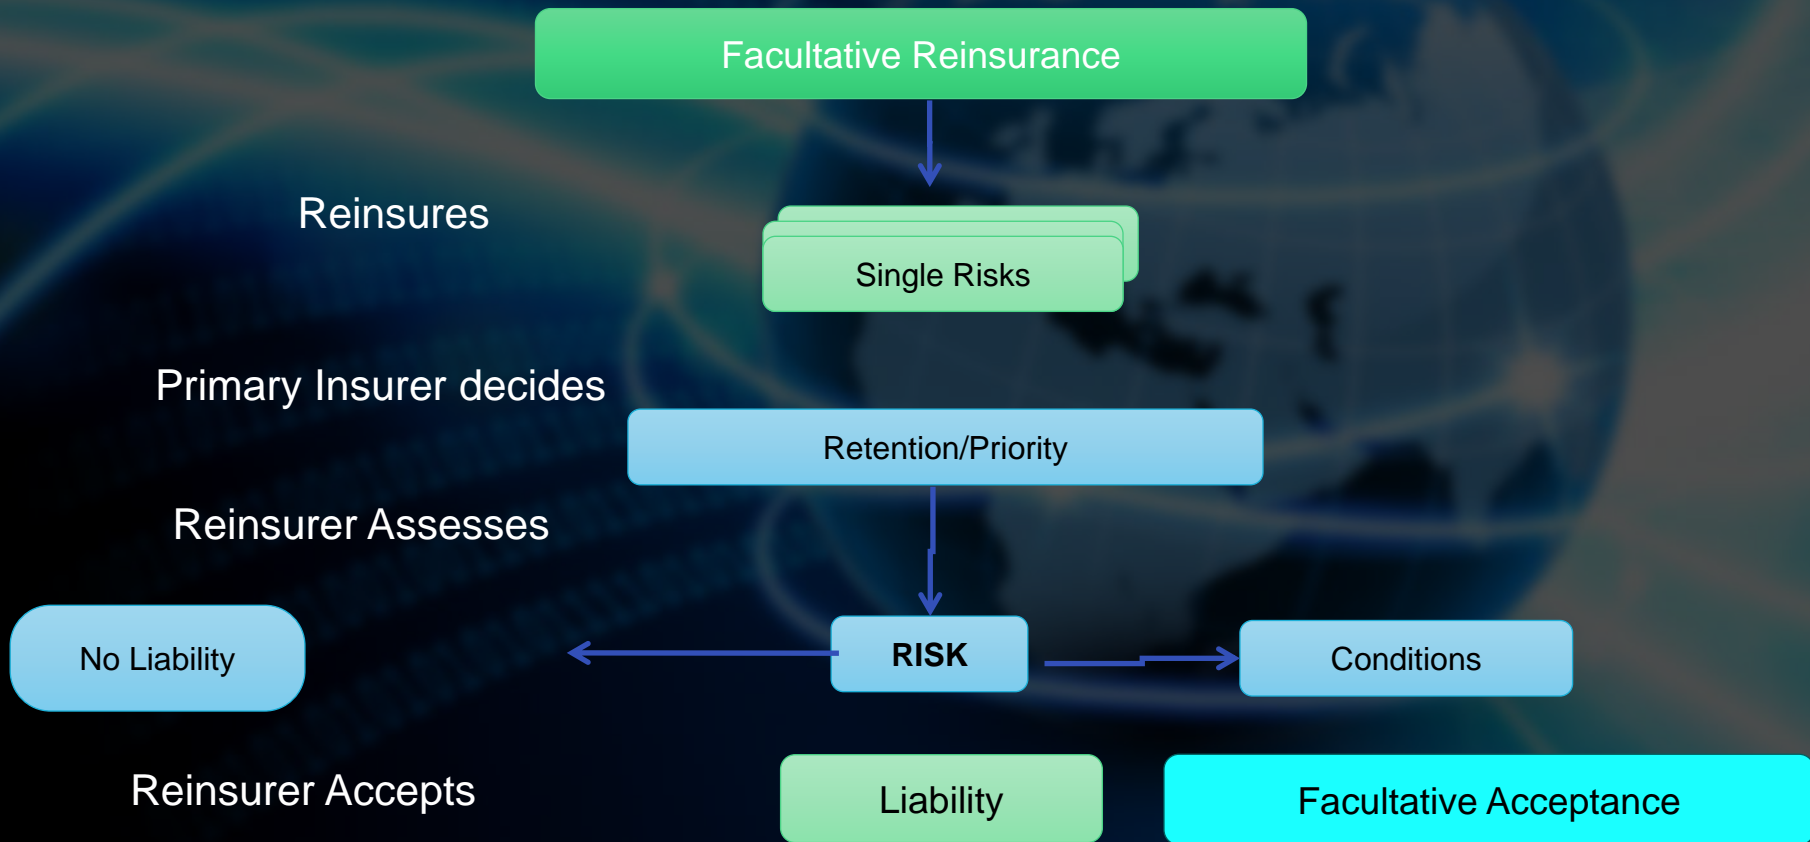 Facultative Reinsurance
Reinsures
Single Risks
Primary Insurer decides
Retention/Priority
Reinsurer Assesses
No Liability
RISK
Conditions
Reinsurer Accepts
Liability
Facultative Acceptance